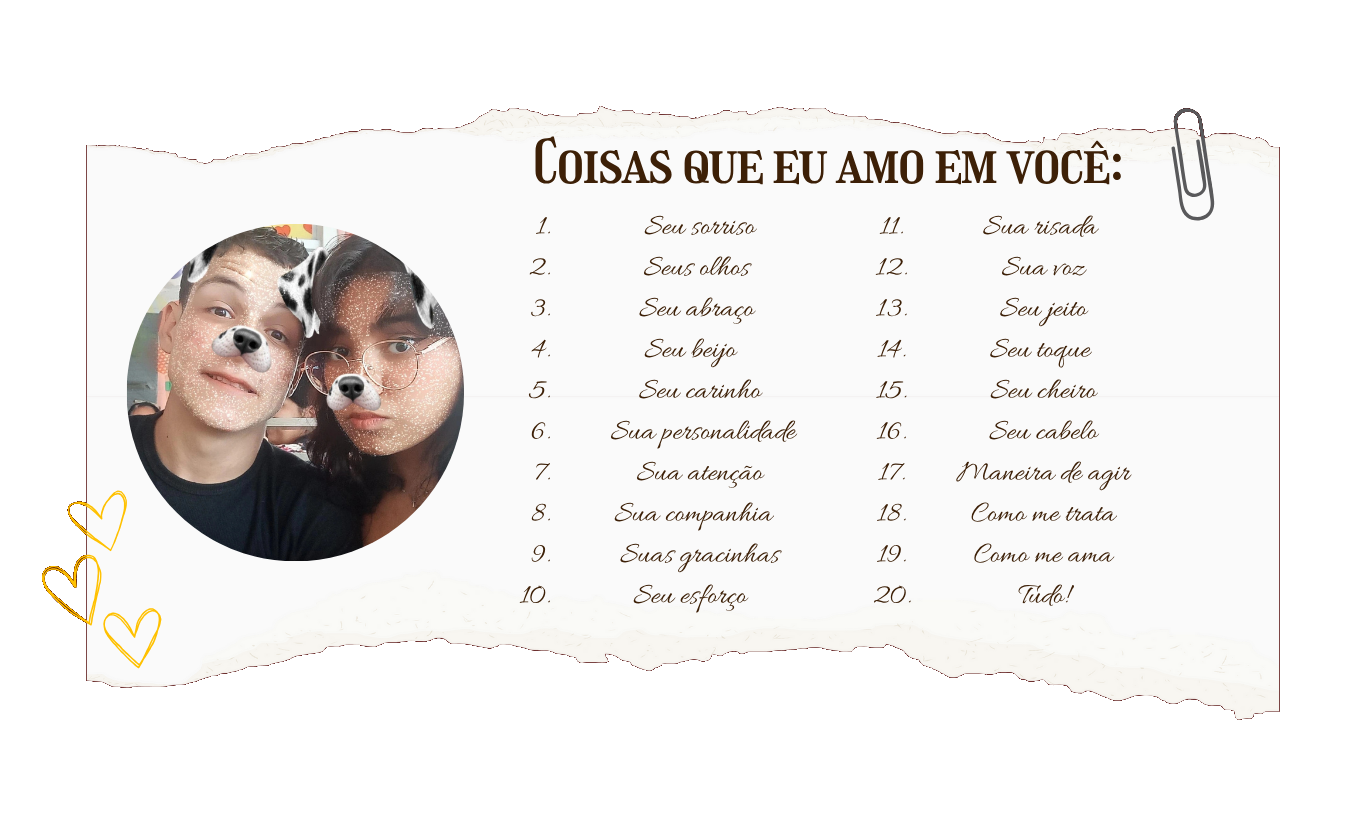 Coisas que eu amo em você:
1. Seu sorriso
2. Seus olhos
3. Seu abraço
4. Seu beijo
5. Seu carinho
6. Sua personalidade
7. Sua atenção
8. Sua companhia
9. Suas gracinhas
10. Seu esforço
11. Sua risada
12. Sua voz
13. Seu jeito
14. Seu toque
15. Seu cheiro
16. Seu cabelo
17. Maneira de agir
18. Como me trata
19. Como me ama
20. Tudo!